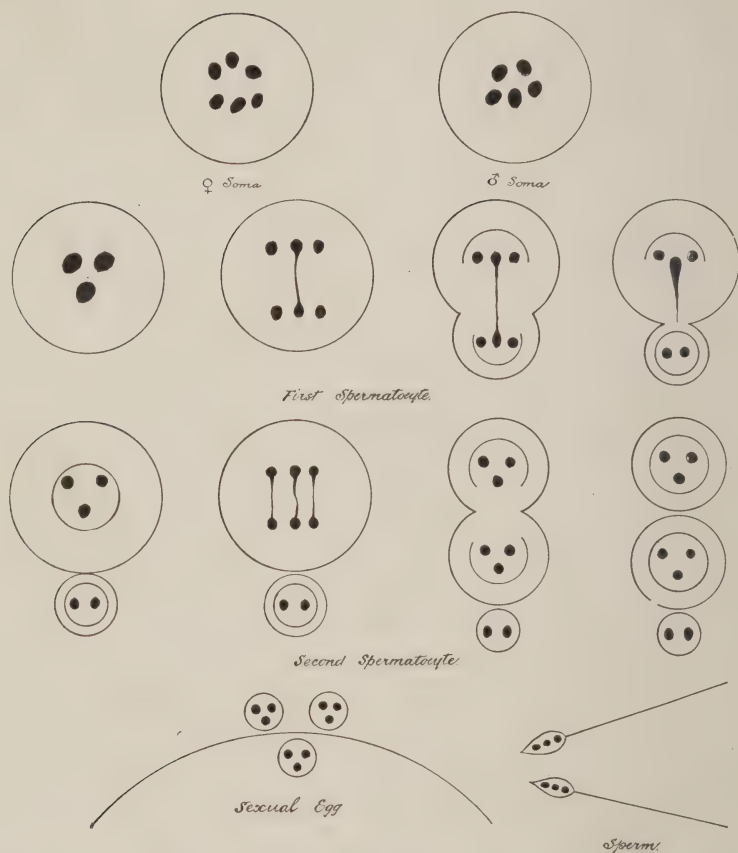 ♀ Soma
♂ Soma
First Spermatocyte.
Second Spermatocyte
Sexual Egg
Sperm.